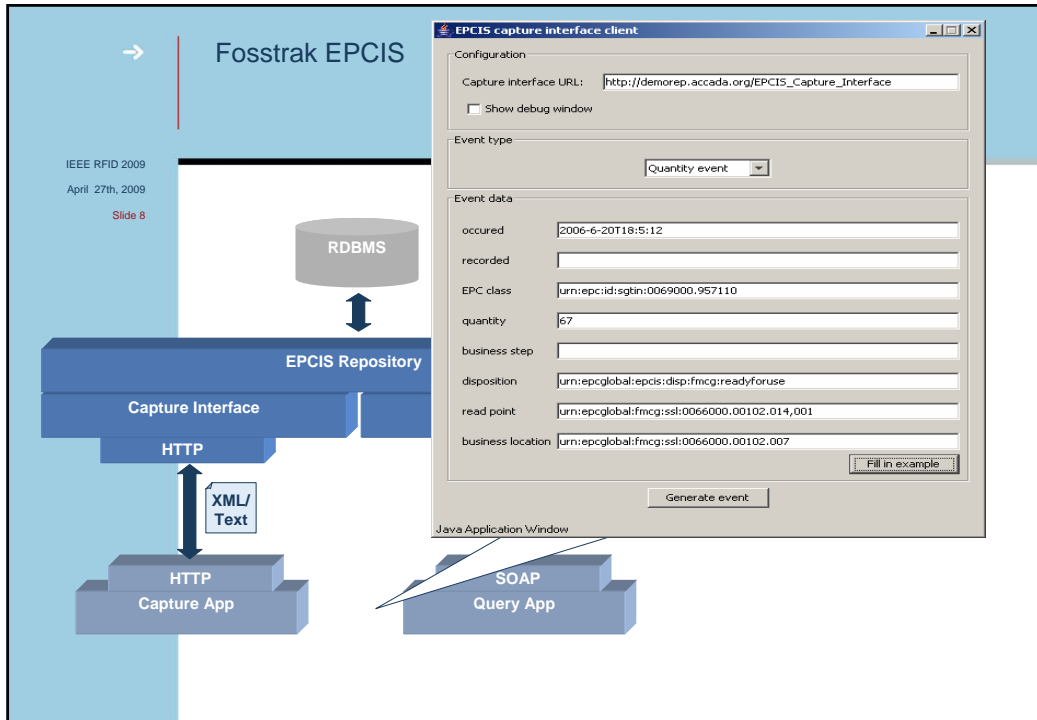 Fosstrak EPCIS
IEEE RFID 2009
April 27th, 2009
Slide 8
RDBMS
EPCIS Repository
Capture Interface
HTTP
XML/
Text
HTTP
Capture App
SOAP
Query App
EPCIS capture interface client
Configuration
Capture interface URL: http://demorep.accada.org/EPCIS_Capture_Interface
Show debug window
Event type
Quantity event
Event data
occured 2006-6-20T18:5:12
recorded
EPC class urn:epc:id:sgtin:0069000.957110
quantity 67
business step
disposition urn:epcglobal:epcis:disp:fmcg:readyforuse
read point urn:epcglobal:fmcg:ssl:0066000.00102.014,001
business location urn:epcglobal:fmcg:ssl:0066000.00102.007
Fill in example
Generate event
Java Application Window